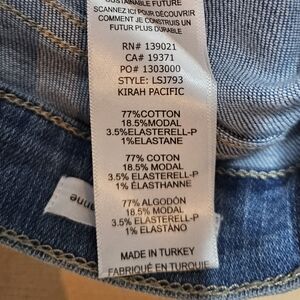 SUSTAINABLE FUTURE
SCANNEZ ICI POUR DÉCOUVRIR
COMMENT JE CONSTRUIS UN
FUTUR PLUS DURABLE
RN# 139021
CA# 19371
PO# 1303000
STYLE: LSJ793
KIRAH PACIFIC
77%COTTON
18.5%MODAL
3.5%ELASTERELL-P
1%ELASTANE
77% COTON
18.5% MODAL
3.5% ELASTERELL-P
1% ÉLASTHANNE
77% ALGODÓN
18.5% MODAL
3.5% ELASTERELL-P
1% ELASTANO
MADE IN TURKEY
FABRIQUÉ EN TURQUIE